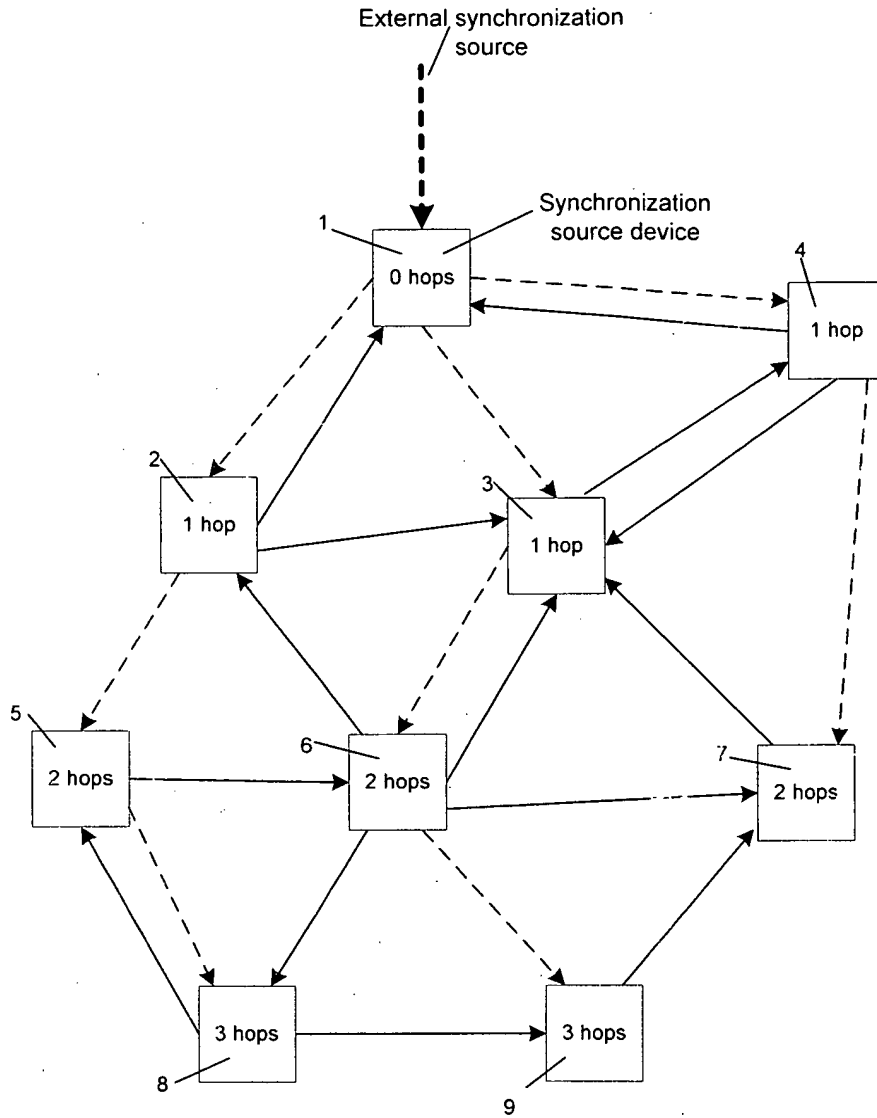 External synchronization
source
Synchronization
source device
1
0 hops
4
1 hop
2
1 hop
3
1 hop
5
2 hops
6
2 hops
7
2 hops
3 hops
8
3 hops
9